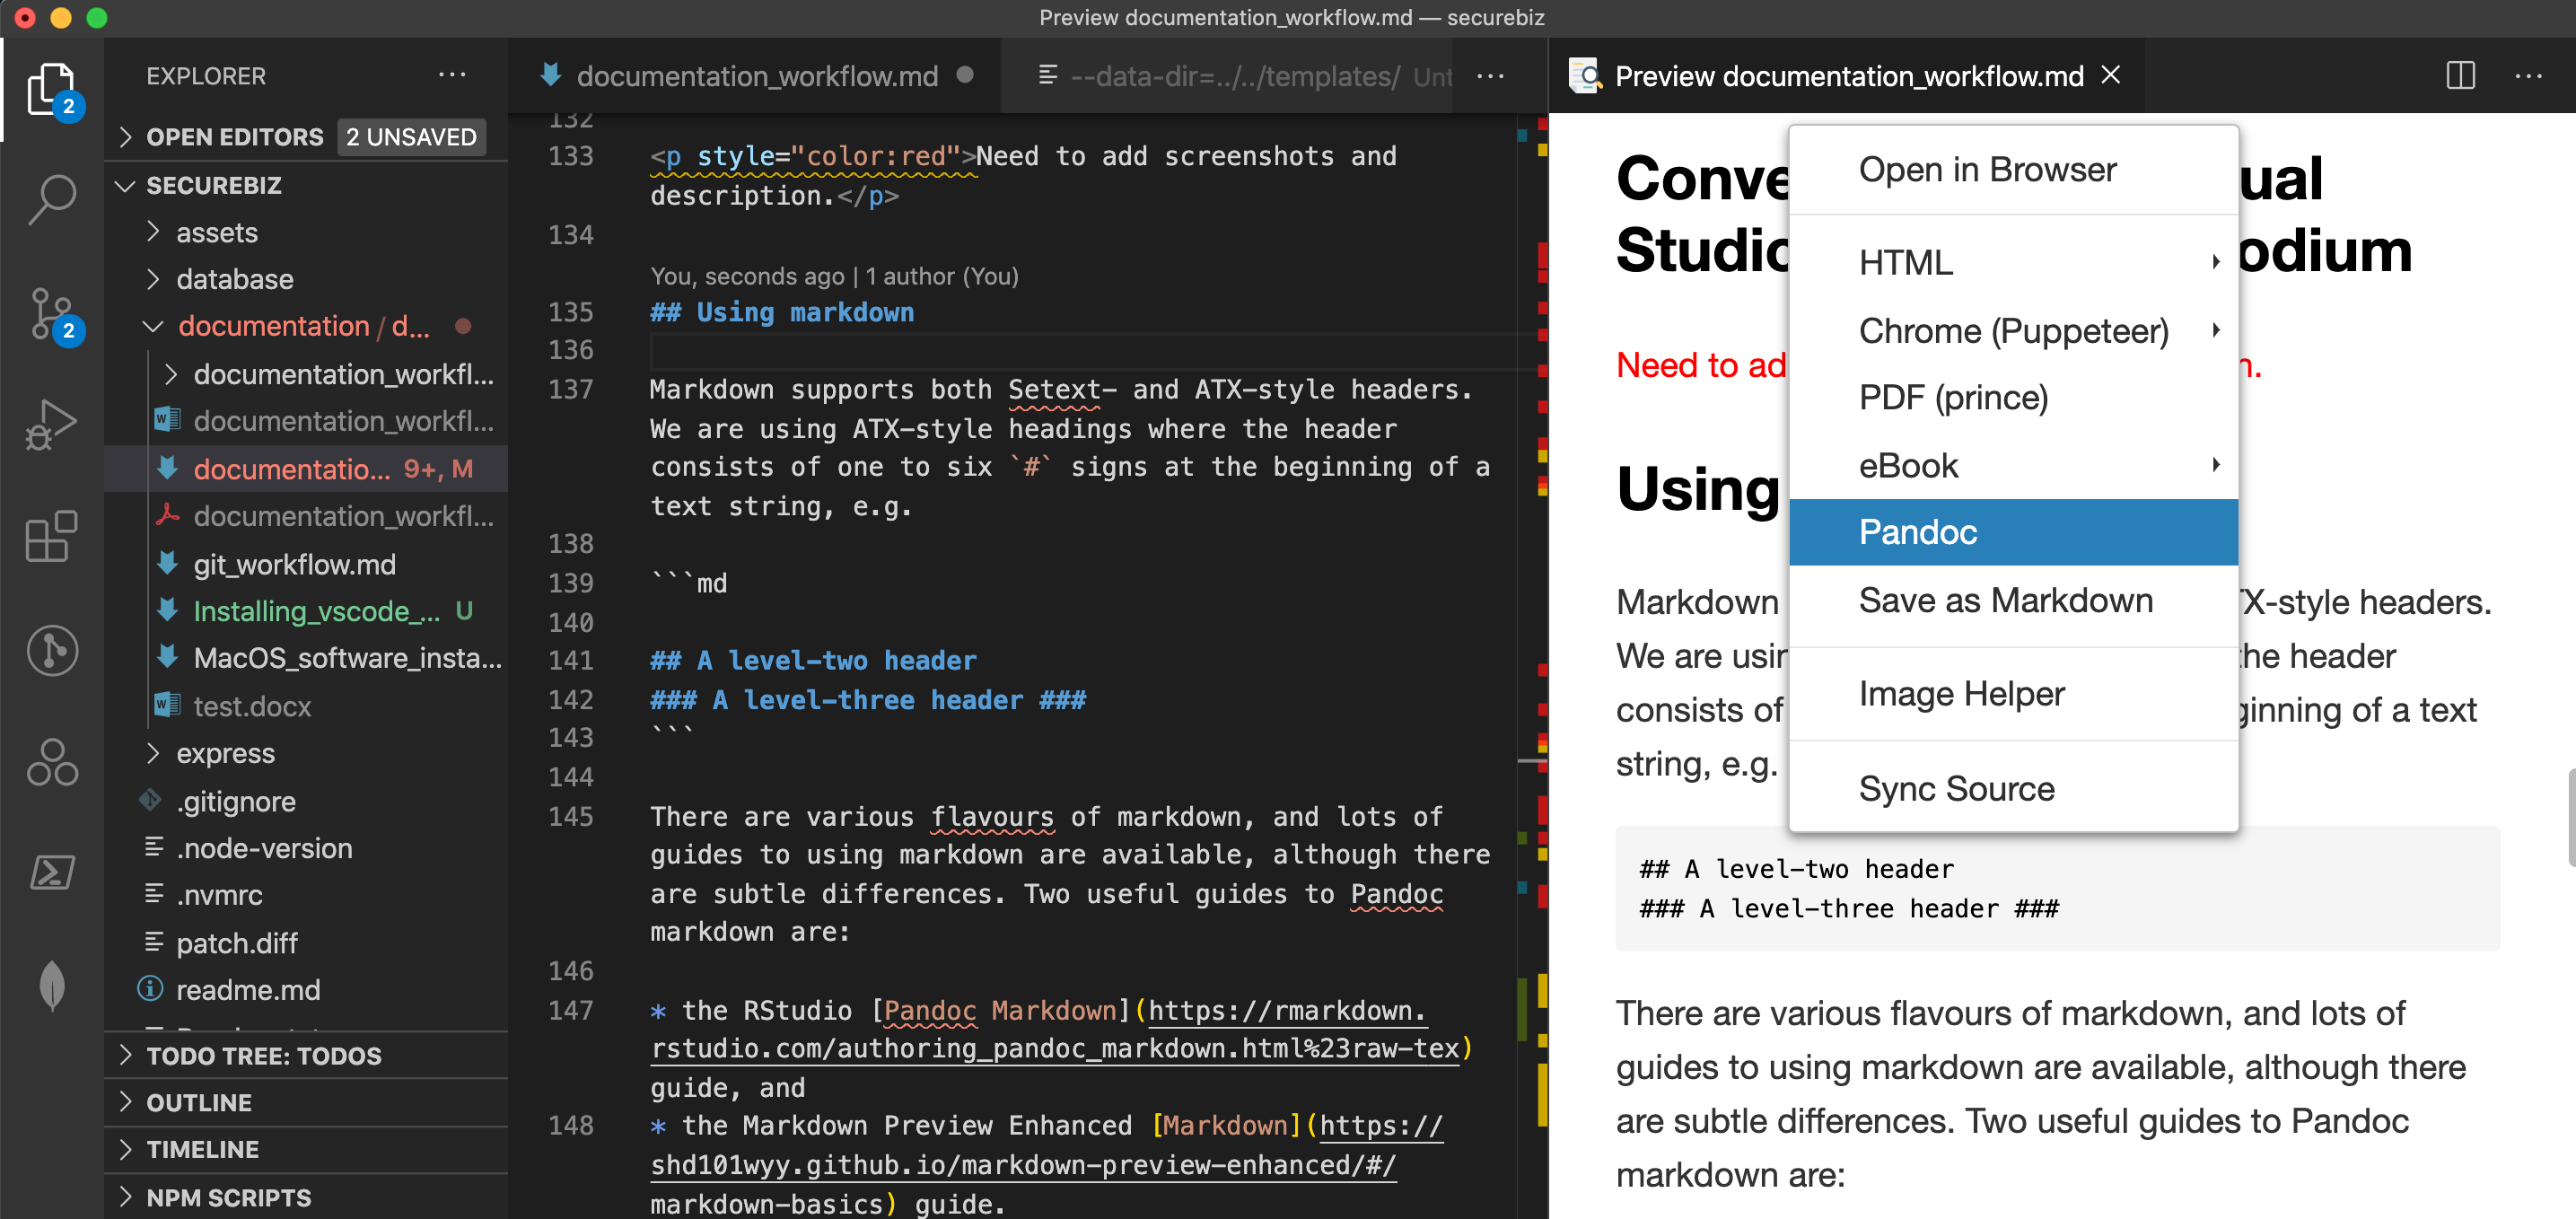 Preview documentation_workflow.md — securebiz
EXPLORER
2
OPEN EDITORS 2 UNSAVED
SECUREBIZ
assets
database
2
documentation / d...
documentation_workfl...
documentation_workfl...
documentatio... 9+, M
documentation_workfl...
git_workflow.md
Installing_vscode_... U
MacOS_software_insta...
test.docx
express
.gitignore
.node-version
.nvmrc
patch.diff
readme.md
TODO TREE: TODOS
OUTLINE
TIMELINE
NPM SCRIPTS
documentation_workflow.md
--data-dir=../../templates/ Unt
132
133 <p style="color:red">Need to add screenshots and
description.</p>
134
You, seconds ago | 1 author (You)
135 ## Using markdown
136
137 Markdown supports both Setext- and ATX-style headers.
We are using ATX-style headings where the header
consists of one to six `#` signs at the beginning of a
text string, e.g.
138
139 ```md
140
141 ## A level-two header
142 ### A level-three header ###
143 ```
144
145 There are various flavours of markdown, and lots of
guides to using markdown are available, although there
are subtle differences. Two useful guides to Pandoc
markdown are:
146
147 * the RStudio [Pandoc Markdown](https://rmarkdown.
rstudio.com/authoring_pandoc_markdown.html%23raw-tex)
guide, and
148 * the Markdown Preview Enhanced [Markdown](https://
shd101wyy.github.io/markdown-preview-enhanced/#/
markdown-basics) guide.
Preview documentation_workflow.md
Conve
ual
Studio
odium
Need to ad
n.
Using
Markdown
TX-style headers.
We are usin
the header
consists of
ginning of a text
string, e.g.
Open in Browser
HTML
Chrome (Puppeteer)
PDF (prince)
eBook
Pandoc
Save as Markdown
Image Helper
Sync Source
## A level-two header
### A level-three header ###
There are various flavours of markdown, and lots of
guides to using markdown are available, although there
are subtle differences. Two useful guides to Pandoc
markdown are: